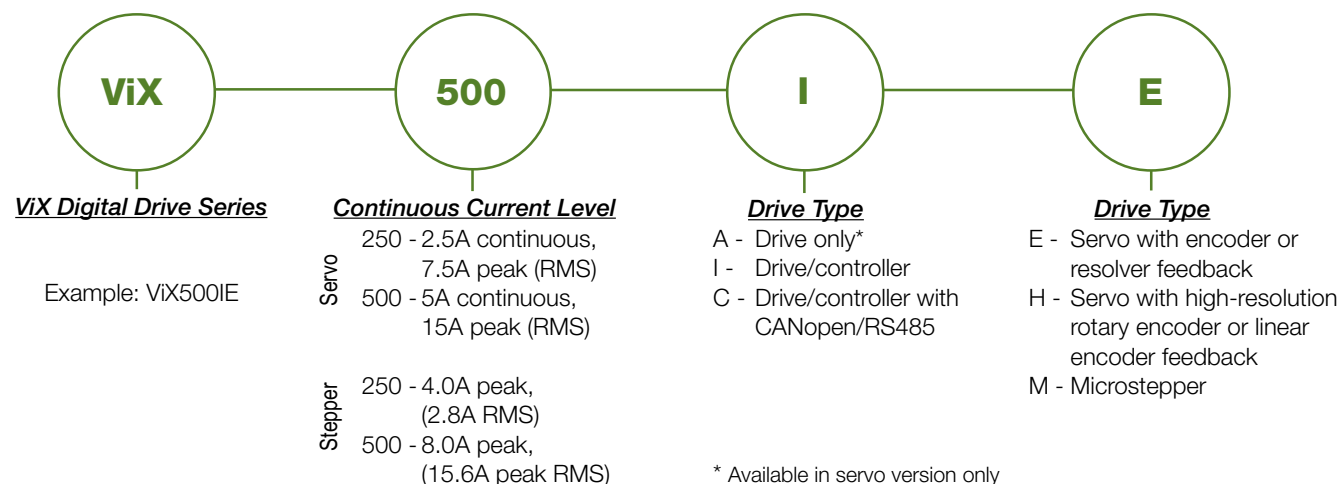 ViX
500
I
E
ViX Digital Drive Series
Example: ViX500IE
Continuous Current Level
Servo
250 - 2.5A continuous,
7.5A peak (RMS)
500 - 5A continuous,
15A peak (RMS)
Stepper
250 - 4.0A peak,
(2.8A RMS)
500 - 8.0A peak,
(15.6A peak RMS)
Drive Type
A - Drive only*
I - Drive/controller
C - Drive/controller with
CANopen/RS485
* Available in servo version only
Drive Type
E - Servo with encoder or
resolver feedback
H - Servo with high-resolution
rotary encoder or linear
encoder feedback
M - Microstepper